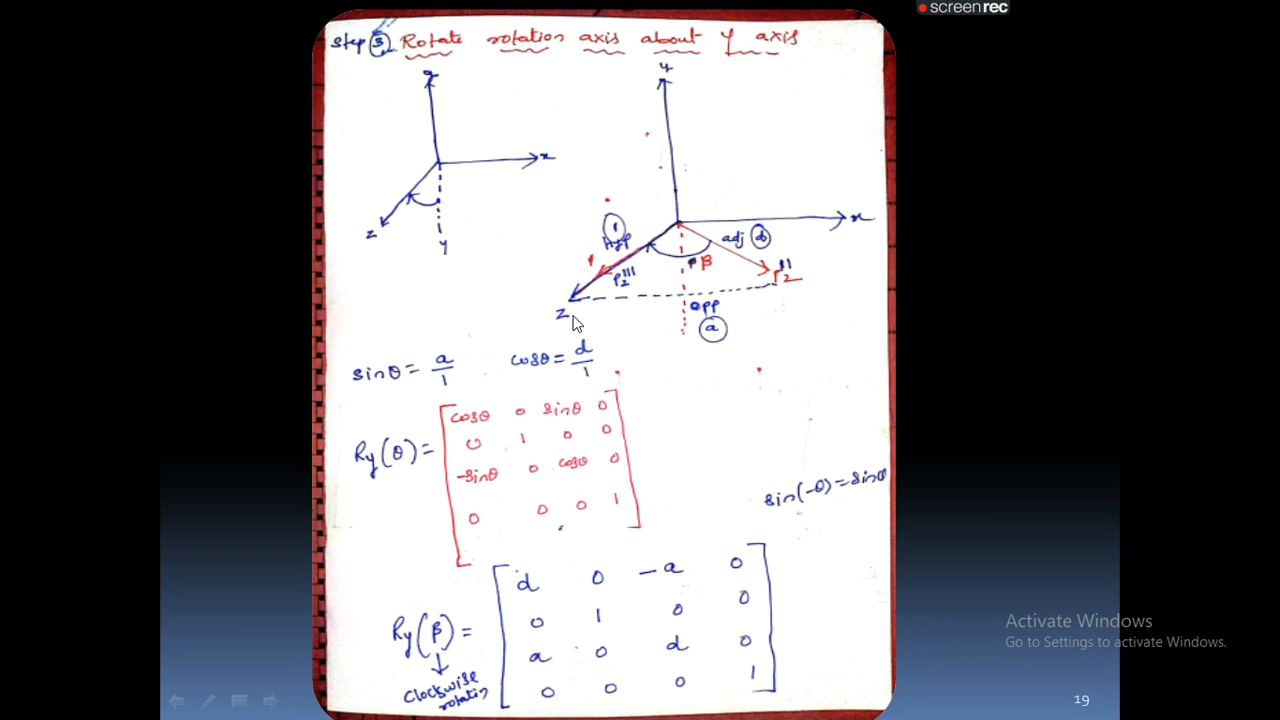 screenrec
Step 3 Rotate rotation axis about Y axis
y
x
z
y
y
x
1
Hyp
adj d
P
β
P2'''
P2''
z
opp
a
sinθ = a/1
cosθ = d/1
Ry(θ) =
cosθ 0 sinθ 0
0 1 0 0
-sinθ 0 cosθ 0
0 0 0 1
sin(-θ) = sinθ
Ry(β) =
d 0 -a 0
0 1 0 0
a 0 d 0
0 0 0 1
Clockwise
rotation
Activate Windows
Go to Settings to activate Windows.
19